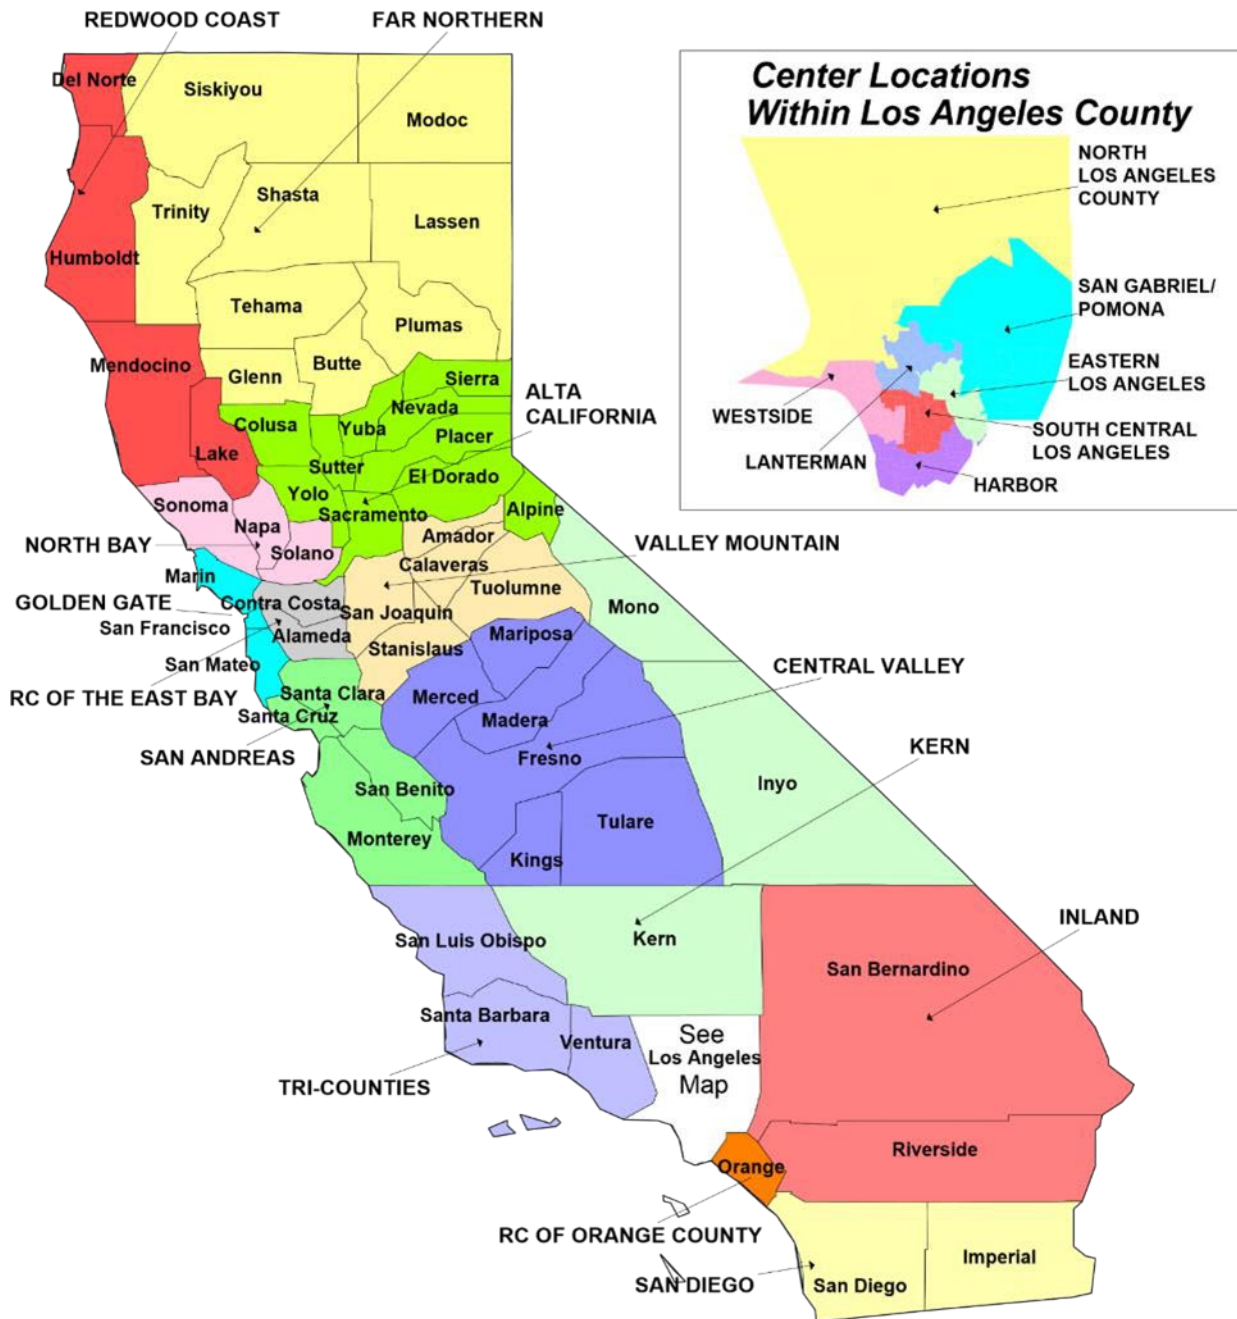 REDWOOD COAST
FAR NORTHERN
Del Norte
Siskiyou
Modoc
Trinity
Shasta
Lassen
Humboldt
Tehama
Plumas
Mendocino
Glenn
Butte
Sierra
ALTA
CALIFORNIA
Colusa
Nevada
Yuba
Placer
Lake
Sutter
El Dorado
Yolo
Sonoma
Sacramento
Alpine
Napa
Amador
NORTH BAY
Solano
VALLEY MOUNTAIN
Calaveras
Marin
Tuolumne
GOLDEN GATE
Contra Costa
San Joaquin
Mono
San Francisco
Alameda
Mariposa
Stanislaus
San Mateo
CENTRAL VALLEY
RC OF THE EAST BAY
Santa Clara
Merced
Santa Cruz
Madera
SAN ANDREAS
Fresno
KERN
San Benito
Inyo
Monterey
Tulare
Kings
INLAND
San Luis Obispo
Kern
San Bernardino
Santa Barbara
Ventura
See
Los Angeles
Map
TRI-COUNTIES
Orange
Riverside
RC OF ORANGE COUNTY
SAN DIEGO
San Diego
Imperial
Center Locations
Within Los Angeles County
NORTH
LOS ANGELES
COUNTY
SAN GABRIEL/
POMONA
EASTERN
LOS ANGELES
WESTSIDE
SOUTH CENTRAL
LOS ANGELES
LANTERMAN
HARBOR